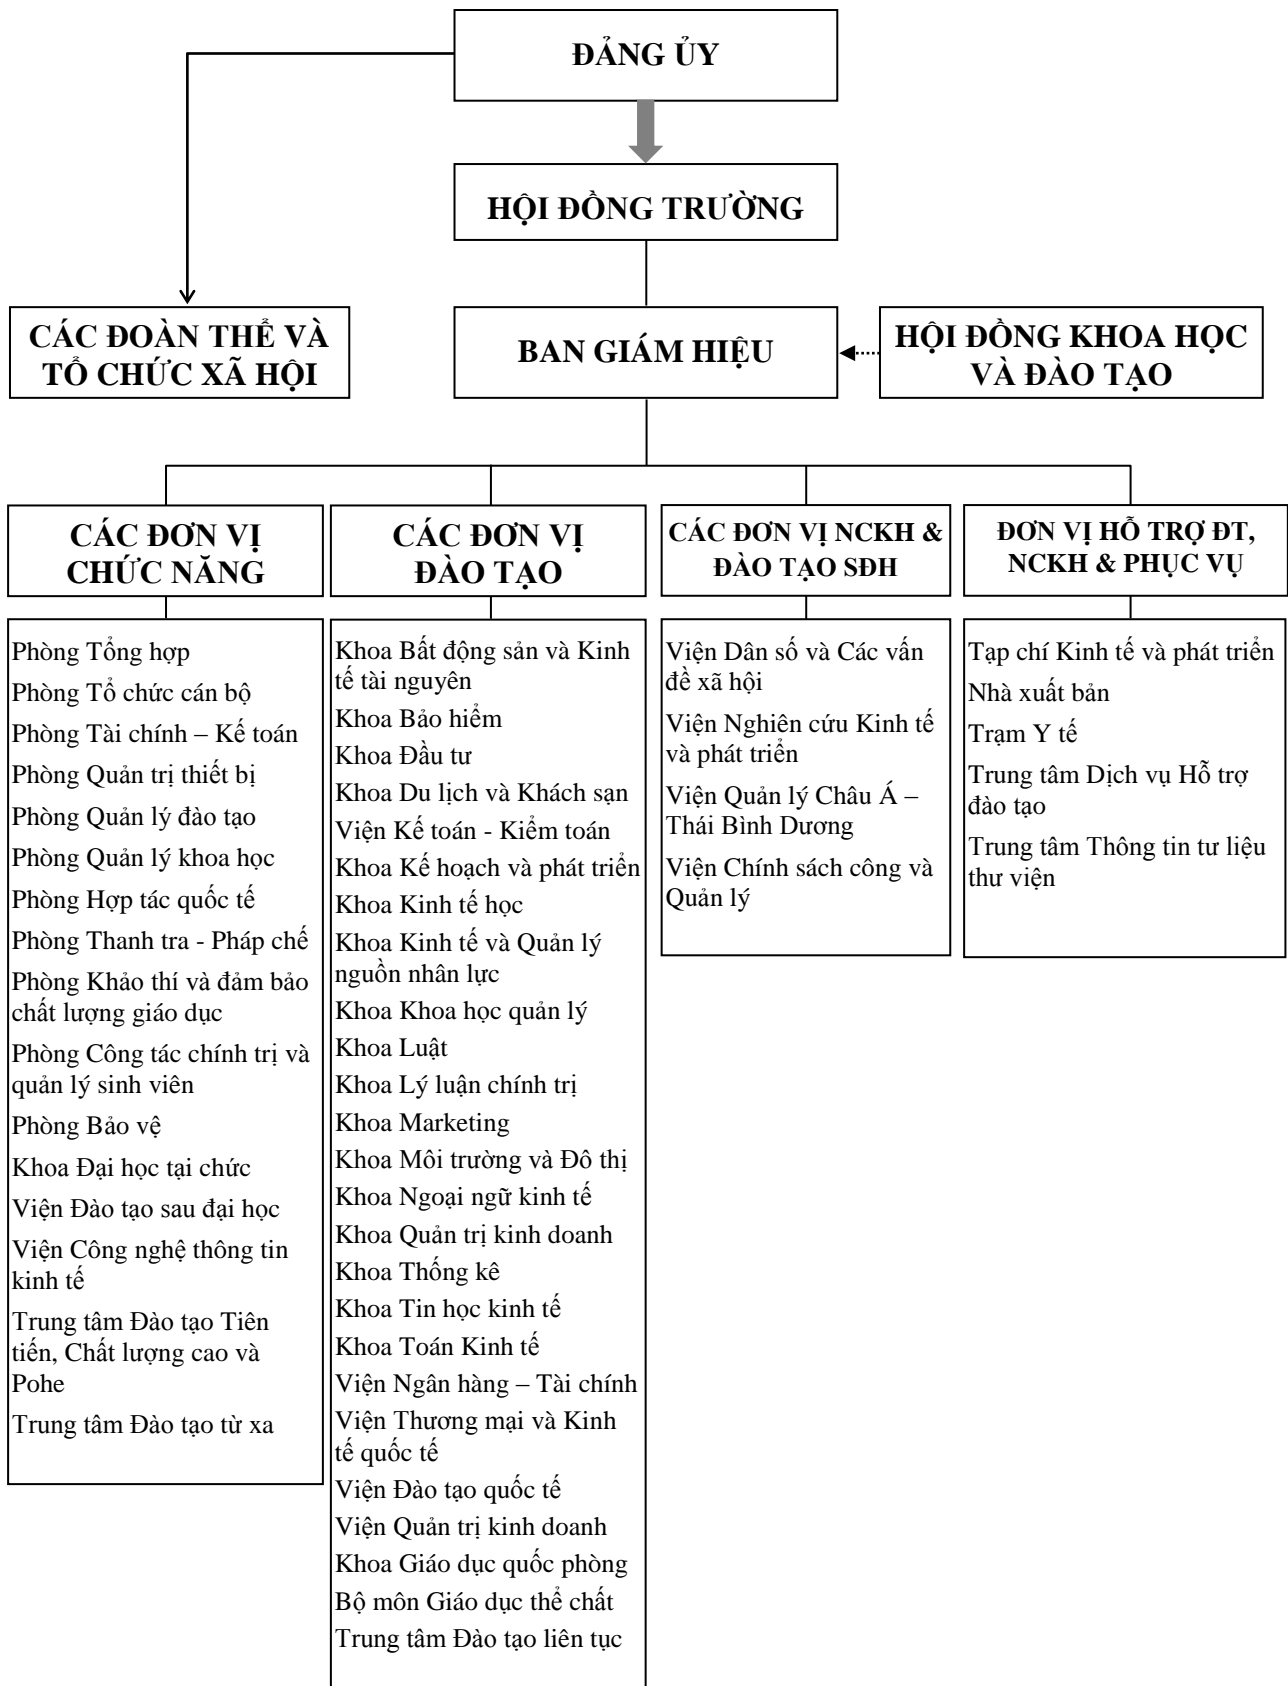 ĐẢNG ỦY
HỘI ĐỒNG TRƯỜNG
CÁC ĐOÀN THỂ VÀ
TỔ CHỨC XÃ HỘI
BAN GIÁM HIỆU
HỘI ĐỒNG KHOA HỌC
VÀ ĐÀO TẠO
CÁC ĐƠN VỊ
CHỨC NĂNG
CÁC ĐƠN VỊ
ĐÀO TẠO
CÁC ĐƠN VỊ NCKH &
ĐÀO TẠO SĐH
ĐƠN VỊ HỖ TRỢ ĐT,
NCKH & PHỤC VỤ
Phòng Tổng hợp
Phòng Tổ chức cán bộ
Phòng Tài chính – Kế toán
Phòng Quản trị thiết bị
Phòng Quản lý đào tạo
Phòng Quản lý khoa học
Phòng Hợp tác quốc tế
Phòng Thanh tra - Pháp chế
Phòng Khảo thí và đảm bảo
chất lượng giáo dục
Phòng Công tác chính trị và
quản lý sinh viên
Phòng Bảo vệ
Khoa Đại học tại chức
Viện Đào tạo sau đại học
Viện Công nghệ thông tin
kinh tế
Trung tâm Đào tạo Tiên
tiến, Chất lượng cao và
Pohe
Trung tâm Đào tạo từ xa
Khoa Bất động sản và Kinh
tế tài nguyên
Khoa Bảo hiểm
Khoa Đầu tư
Khoa Du lịch và Khách sạn
Viện Kế toán - Kiểm toán
Khoa Kế hoạch và phát triển
Khoa Kinh tế học
Khoa Kinh tế và Quản lý
nguồn nhân lực
Khoa Khoa học quản lý
Khoa Luật
Khoa Lý luận chính trị
Khoa Marketing
Khoa Môi trường và Đô thị
Khoa Ngoại ngữ kinh tế
Khoa Quản trị kinh doanh
Khoa Thống kê
Khoa Tin học kinh tế
Khoa Toán Kinh tế
Viện Ngân hàng – Tài chính
Viện Thương mại và Kinh
tế quốc tế
Viện Đào tạo quốc tế
Viện Quản trị kinh doanh
Khoa Giáo dục quốc phòng
Bộ môn Giáo dục thể chất
Trung tâm Đào tạo liên tục
Viện Dân số và Các vấn
đề xã hội
Viện Nghiên cứu Kinh tế
và phát triển
Viện Quản lý Châu Á –
Thái Bình Dương
Viện Chính sách công và
Quản lý
Tạp chí Kinh tế và phát triển
Nhà xuất bản
Trạm Y tế
Trung tâm Dịch vụ Hỗ trợ
đào tạo
Trung tâm Thông tin tư liệu
thư viện